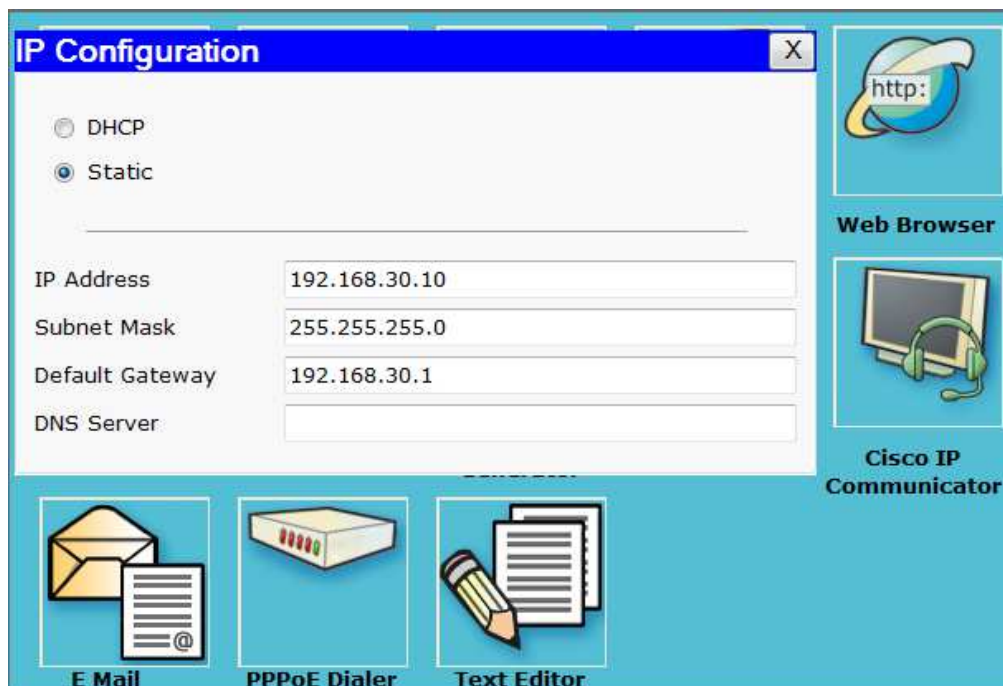 IP Configuration
X
DHCP
Static
IP Address
192.168.30.10
Subnet Mask
255.255.255.0
Default Gateway
192.168.30.1
DNS Server
http:
Web Browser
Cisco IP
Communicator
@
E Mail
PPPoE Dialer
Text Editor